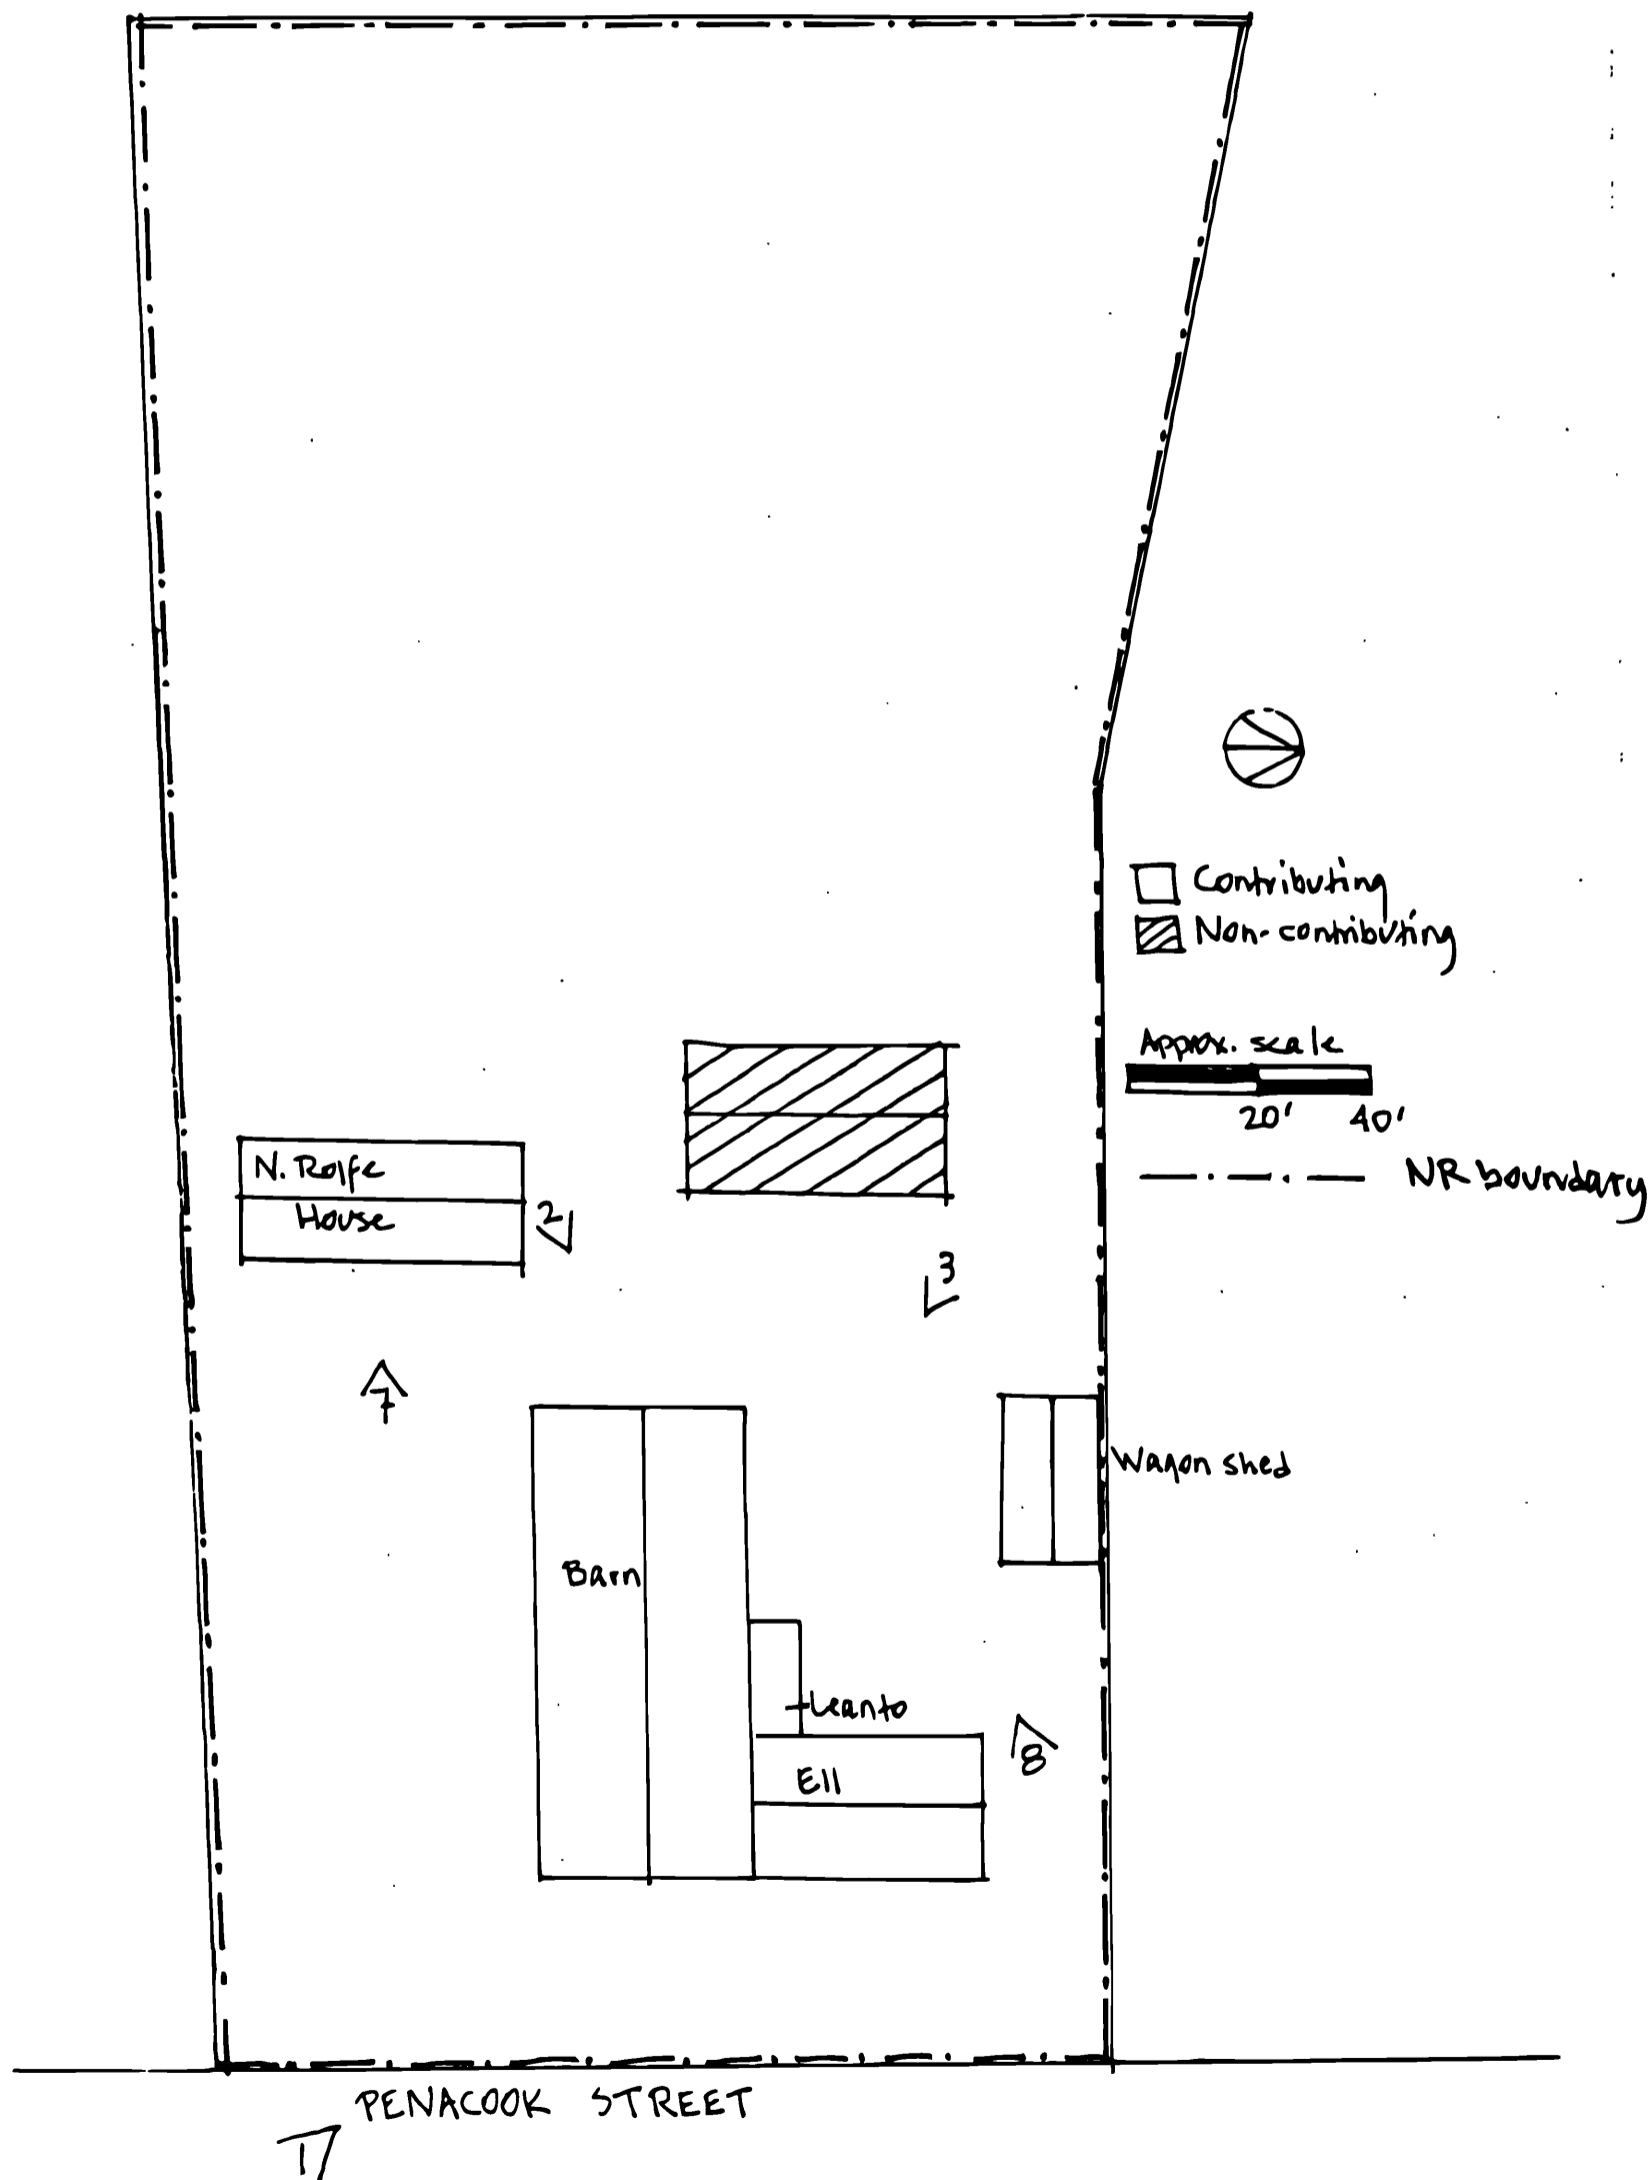 Contributing
Non-contributing
Approx. scale
20' 40'
NR boundary
N. Rolfe
House
2
3
7
Wagon shed
Barn
Leanto
Ell
8
PENACOOK STREET
1